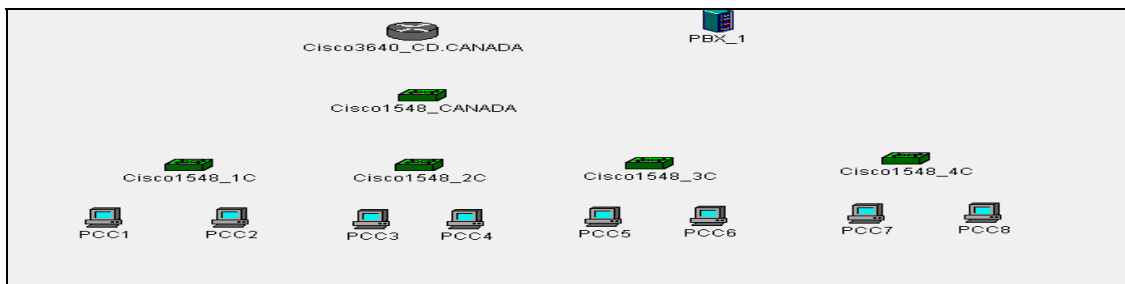 PBX_1
Cisco3640_CD.CANADA
Cisco1548_CANADA
Cisco1548_1C
Cisco1548_2C
Cisco1548_3C
Cisco1548_4C
PCC1
PCC2
PCC3
PCC4
PCC5
PCC6
PCC7
PCC8